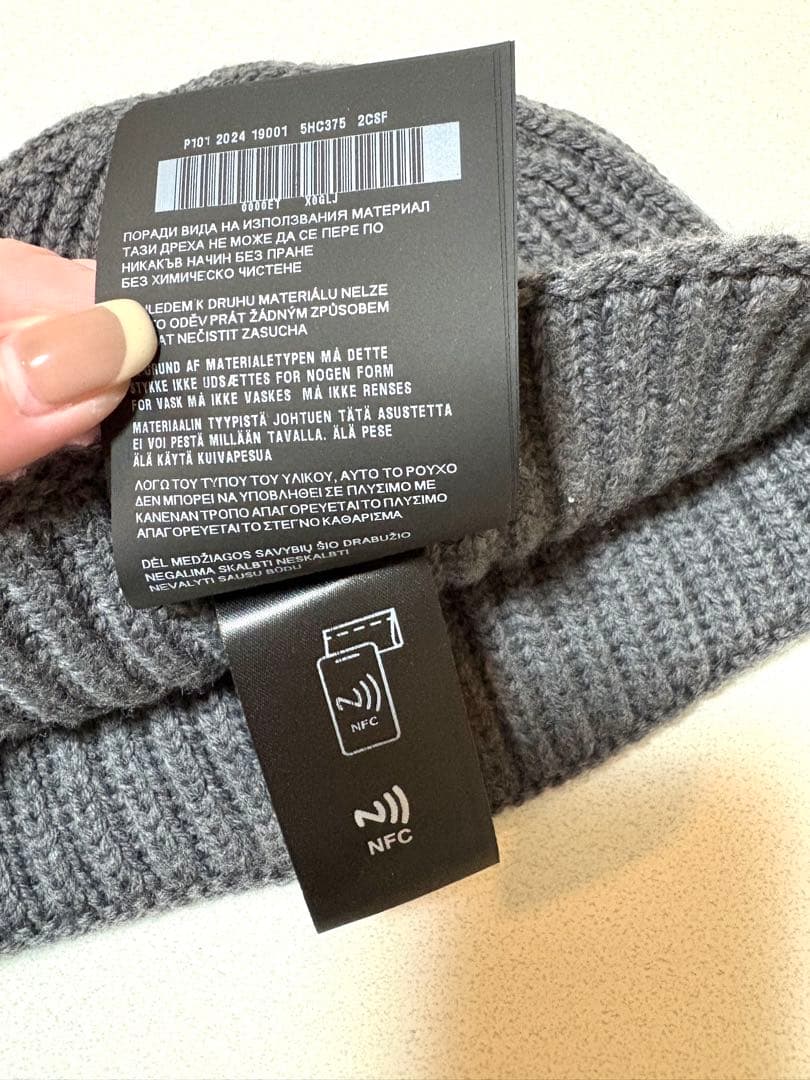 P101 2024 19001 5HC375 2CSF
0000EY X0GLJ
ПОРАДИ ВИДА НА ИЗПОЛЗВАНИЯ МАТЕРИАЛ
ТАЗИ ДРЕХА НЕ МОЖЕ ДА СЕ ПЕРЕ ПО
НИКАКЪВ НАЧИН БЕЗ ПРАНЕ
БЕЗ ХИМИЧЕСКО ЧИСТЕНЕ
K DRUHU MATERIÁLU NELZE
ODĚV PRÁT ŽÁDNÝM ZPŮSOBEM
NEČISTIT ZASUCHA
AF MATERIALETYPEN MÅ DETTE
STYKKE IKKE UDSÆTTES FOR NOGEN FORM
FOR VASK MÅ IKKE VASKES MÅ IKKE RENSES
MATERIAALIN TYYPISTÄ JOHTUEN TÄTÄ ASUSTETTA
EI VOI PESTÄ MILLÄÄN TAVALLA. ÄLÄ PESE
ÄLÄ KÄYTÄ KUIVAPESUA
ΛΟΓΩ ΤΟΥ ΤΥΠΟΥ ΤΟΥ ΥΛΙΚΟΥ, ΑΥΤΟ ΤΟ ΡΟΥΧΟ
ΔΕΝ ΜΠΟΡΕΙ ΝΑ ΥΠΟΒΛΗΘΕΙ ΣΕ ΠΛΥΣΙΜΟ ΜΕ
ΚΑΝΕΝΑΝ ΤΡΟΠΟ ΑΠΑΓΟΡΕΥΕΤΑΙ ΤΟ ΠΛΥΣΙΜΟ
ΑΠΑΓΟΡΕΥΕΤΑΙ ΤΟ ΣΤΕΓΝΟ ΚΑΘΑΡΙΣΜΑ
DĖL MEDŽIAGOS SAVYBIŲ ŠIO DRABUŽIO
NEGALIMA SKALBTI NESKALBTI
NEVALYTI SAUSU BŪDU
NFC
NFC